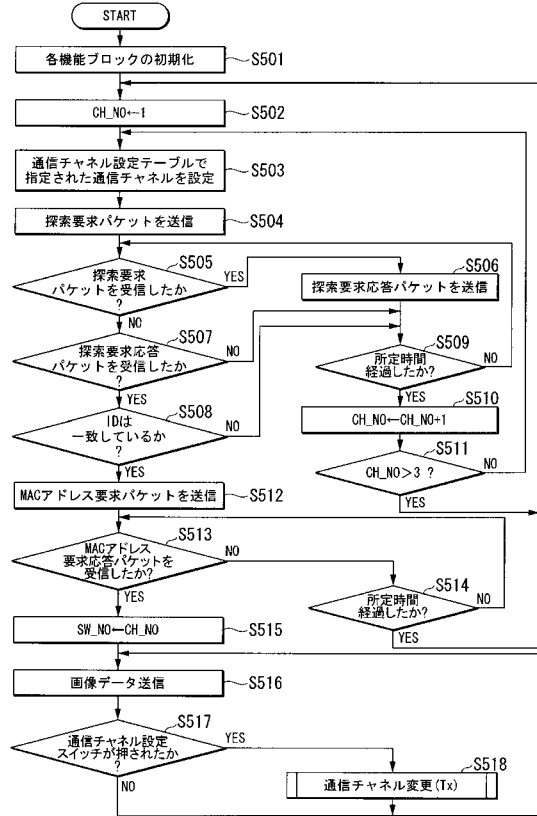 START
各機能ブロックの初期化
S501
CH_NO←1
S502
通信チャネル設定テーブルで
指定された通信チャネルを設定
S503
探索要求パケットを送信
S504
探索要求
パケットを受信したか
?
S505
YES
NO
探索要求応答パケットを送信
S506
探索要求応答
パケットを受信したか
?
S507
NO
YES
所定時間
経過したか?
S509
NO
YES
IDは
一致しているか
?
S508
NO
YES
CH_NO←CH_NO+1
S510
CH_NO>3 ?
S511
NO
YES
MACアドレス要求パケットを送信
S512
MACアドレス
要求応答パケットを
受信したか?
S513
NO
YES
所定時間
経過したか?
S514
NO
YES
SW_NO←CH_NO
S515
画像データ送信
S516
通信チャネル設定
スイッチが押されたか
?
S517
YES
NO
通信チャネル変更(Tx)
S518